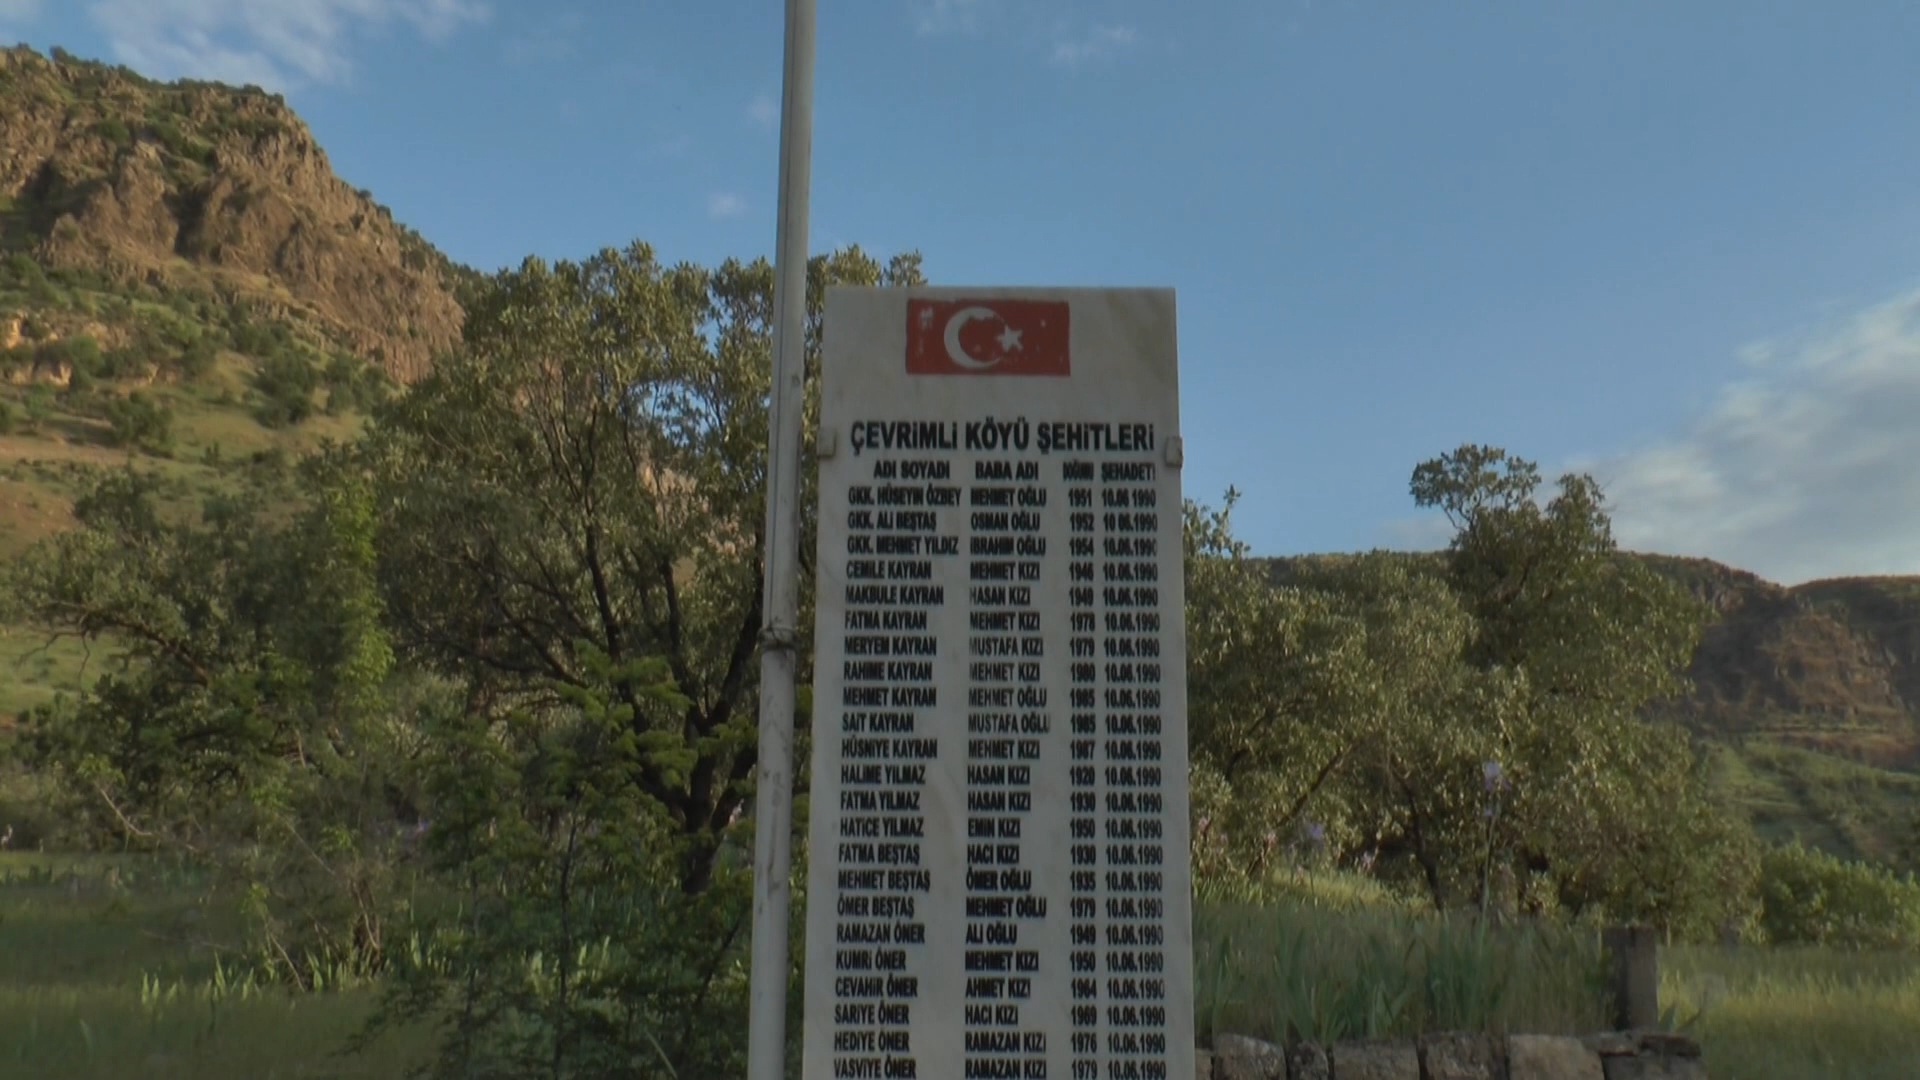 ÇEVRİMLİ KÖYÜ ŞEHİTLERİ
ADI SOYADI BABA ADI DOĞUMU ŞEHADETİ
GKK. HÜSEYİN ÖZBEY MEHMET OĞLU 1951 10.06.1990
GKK. ALİ BEŞTAŞ OSMAN OĞLU 1952 10.06.1990
GKK. MEHMET YILDIZ İBRAHİM OĞLU 1954 10.06.1990
CEMİLE KAYRAN MEHMET KIZI 1946 10.06.1990
MAKBULE KAYRAN HASAN KIZI 1948 10.06.1990
FATMA KAYRAN MEHMET KIZI 1978 10.06.1990
MERYEM KAYRAN MUSTAFA KIZI 1979 10.06.1990
RAHİME KAYRAN MEHMET KIZI 1980 10.06.1990
MEHMET KAYRAN MEHMET OĞLU 1985 10.06.1990
SAİT KAYRAN MUSTAFA OĞLU 1985 10.06.1990
HÜSNİYE KAYRAN MEHMET KIZI 1987 10.06.1990
HALİME YILMAZ HASAN KIZI 1920 10.06.1990
FATMA YILMAZ HASAN KIZI 1930 10.06.1990
HATİCE YILMAZ EMİN KIZI 1950 10.06.1990
FATMA BEŞTAŞ HACI KIZI 1930 10.06.1990
MEHMET BEŞTAŞ ÖMER OĞLU 1935 10.06.1990
ÖMER BEŞTAŞ MEHMET OĞLU 1979 10.06.1990
RAMAZAN ÖNER ALİ OĞLU 1949 10.06.1990
KUMRİ ÖNER MEHMET KIZI 1950 10.06.1990
CEVAHİR ÖNER AHMET KIZI 1964 10.06.1990
SARİYE ÖNER HACI KIZI 1969 10.06.1990
HEDİYE ÖNER RAMAZAN KIZI 1976 10.06.1990
VASVİYE ÖNER RAMAZAN KIZI 1979 10.06.1990